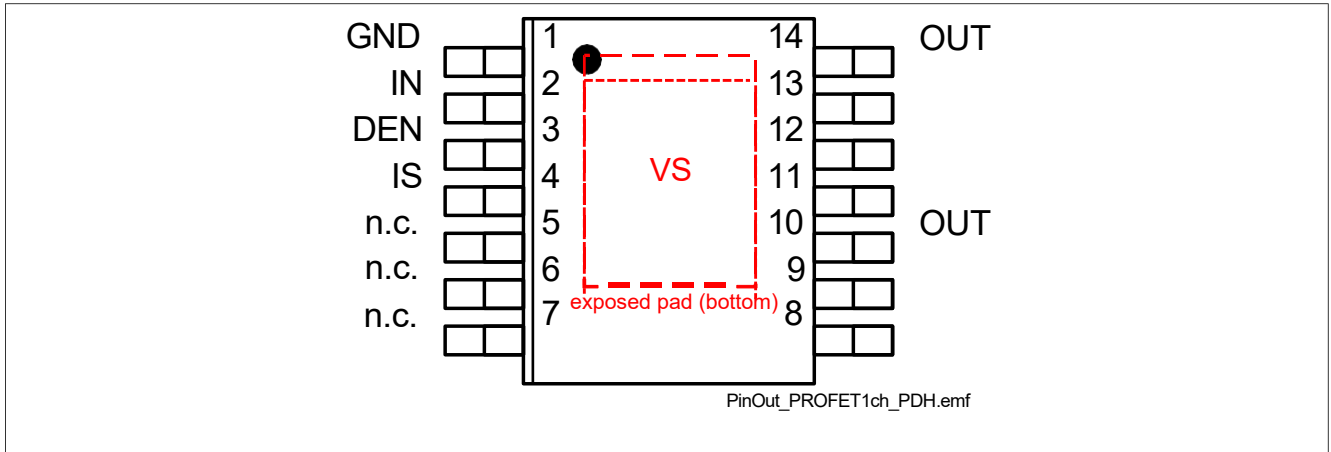 GND 1 14 OUT
IN 2 13
DEN 3 12
IS 4 VS 11
n.c. 5 10 OUT
n.c. 6 9
n.c. 7 exposed pad (bottom) 8
PinOut_PROFET1ch_PDH.emf